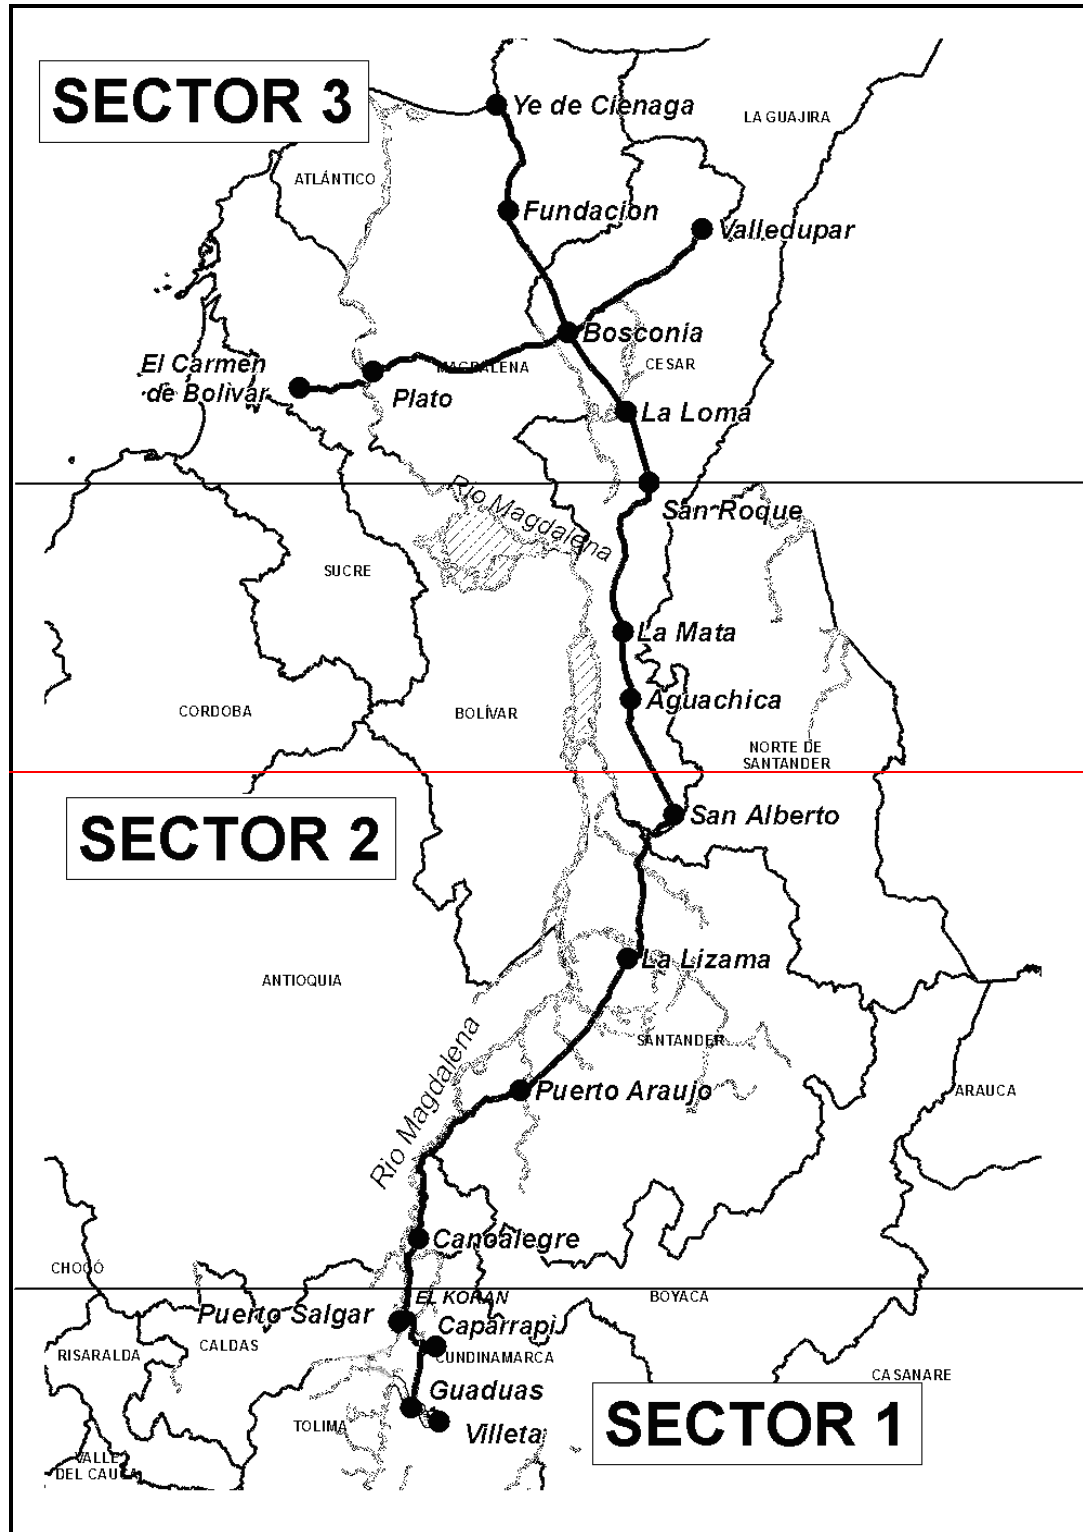 SECTOR 3
Ye de Cienaga
LA GUAJIRA
ATLÁNTICO
Fundacion
Valledupar
Bosconia
El Carmen
de Bolivar
MAGDALENA
CESAR
Plato
La Loma
Rio Magdalena
San Roque
SUCRE
La Mata
Aguachica
CORDOBA
BOLÍVAR
NORTE DE
SANTANDER
SECTOR 2
San Alberto
La Lizama
ANTIOQUIA
Rio Magdalena
SANTANDER
Puerto Araujo
ARAUCA
Canoalegre
CHOCÓ
EL KORAN
BOYACA
Puerto Salgar
Caparrapi
CALDAS
RISARALDA
CUNDINAMARCA
CASANARE
Guaduas
SECTOR 1
TOLIMA
Villeta
VALLE
DEL CAUCA